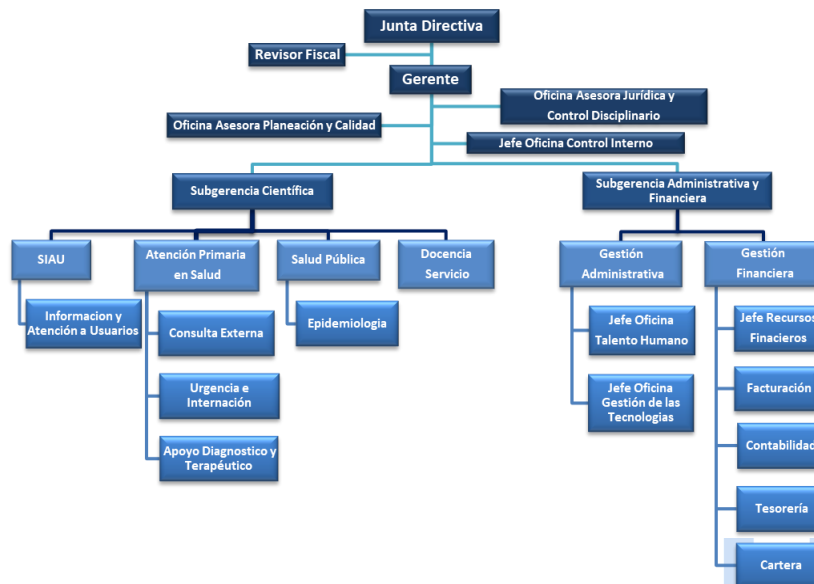 Junta Directiva
Revisor Fiscal
Gerente
Oficina Asesora Jurídica y
Control Disciplinario
Oficina Asesora Planeación y Calidad
Jefe Oficina Control Interno
Subgerencia Científica
Subgerencia Administrativa y
Financiera
SIAU
Atención Primaria
en Salud
Salud Pública
Docencia
Servicio
Gestión
Administrativa
Gestión
Financiera
Informacion y
Atención a Usuarios
Consulta Externa
Epidemiologia
Jefe Oficina
Talento Humano
Jefe Recursos
Finacieros
Urgencia e
Internación
Jefe Oficina
Gestión de las
Tecnologias
Facturación
Apoyo Diagnostico y
Terapéutico
Contabilidad
Tesorería
Cartera